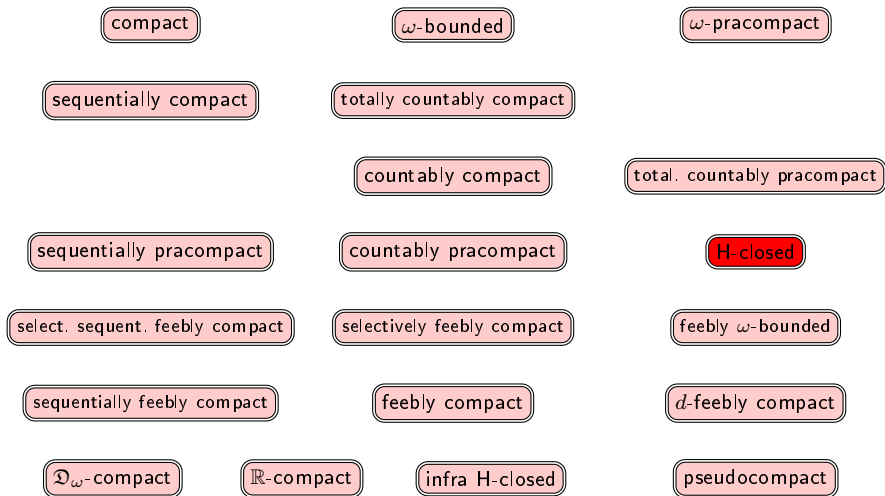 compact ω-bounded ω-pracompact
sequentially compact totally countably compact
countably compact total. countably pracompact
sequentially pracompact countably pracompact H-closed
select. sequent. feebly compact selectively feebly compact feebly ω-bounded
sequentially feebly compact feebly compact d-feebly compact
𝔇ω-compact ℝ-compact infra H-closed pseudocompact